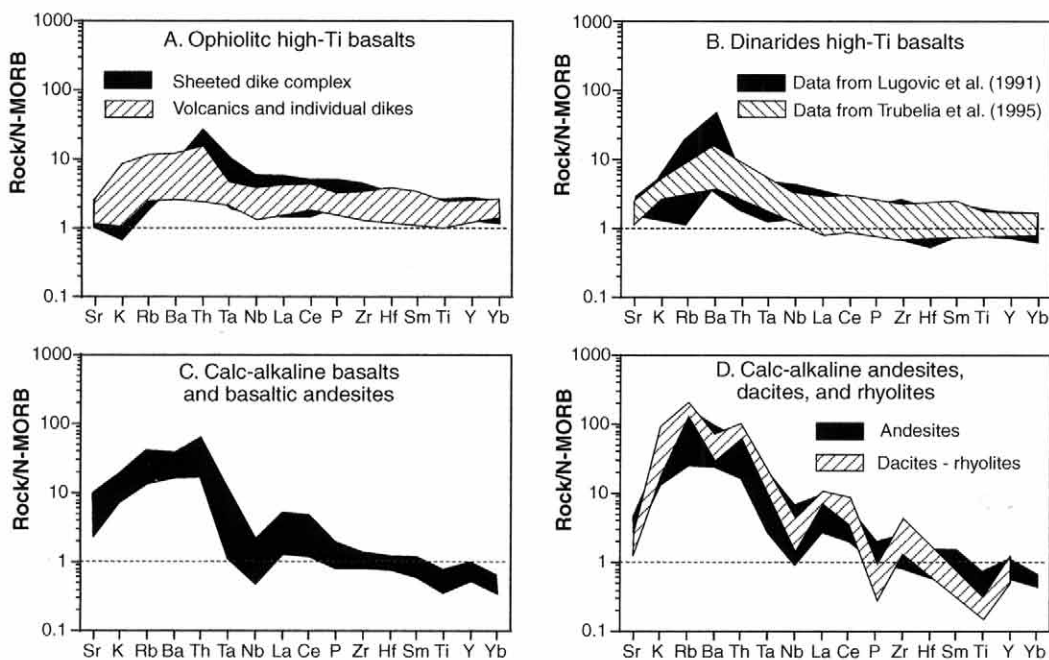 A. Ophiolitc high-Ti basalts
Sheeted dike complex
Volcanics and individual dikes
Rock/N-MORB
1000
100
10
1
0.1
Sr K Rb Ba Th Ta Nb La Ce P Zr Hf Sm Ti Y Yb
B. Dinarides high-Ti basalts
Data from Lugovic et al. (1991)
Data from Trubelia et al. (1995)
Rock/N-MORB
1000
100
10
1
0.1
Sr K Rb Ba Th Ta Nb La Ce P Zr Hf Sm Ti Y Yb
C. Calc-alkaline basalts
and basaltic andesites
Rock/N-MORB
1000
100
10
1
0.1
Sr K Rb Ba Th Ta Nb La Ce P Zr Hf Sm Ti Y Yb
D. Calc-alkaline andesites,
dacites, and rhyolites
Andesites
Dacites - rhyolites
Rock/N-MORB
1000
100
10
1
0.1
Sr K Rb Ba Th Ta Nb La Ce P Zr Hf Sm Ti Y Yb